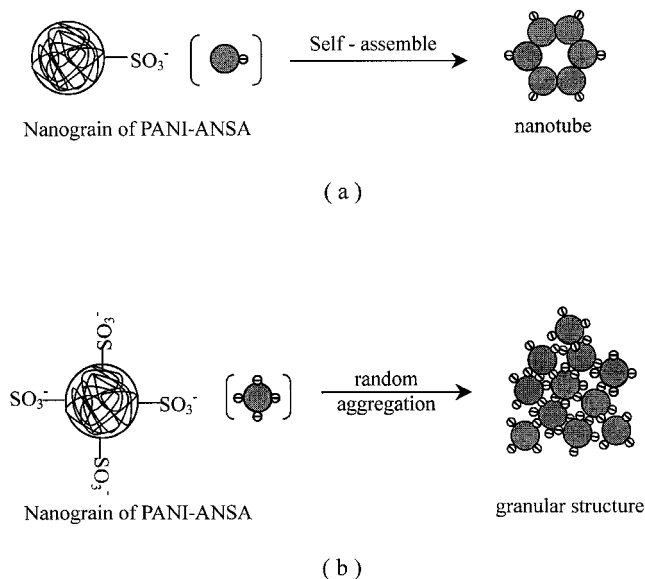 SO₃⁻
Self - assemble
Nanograin of PANI-ANSA
nanotube
( a )
SO₃⁻
SO₃⁻
SO₃⁻
SO₃⁻
random
aggregation
Nanograin of PANI-ANSA
granular structure
( b )